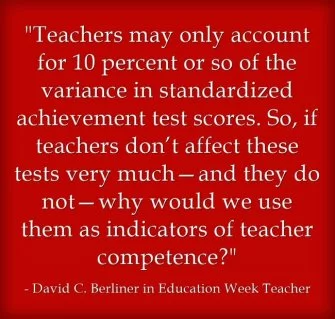 "Teachers may only account
for 10 percent or so of the
variance in standardized
achievement test scores. So, if
teachers don’t affect these
tests very much—and they do
not—why would we use
them as indicators of teacher
competence?"
- David C. Berliner in Education Week Teacher